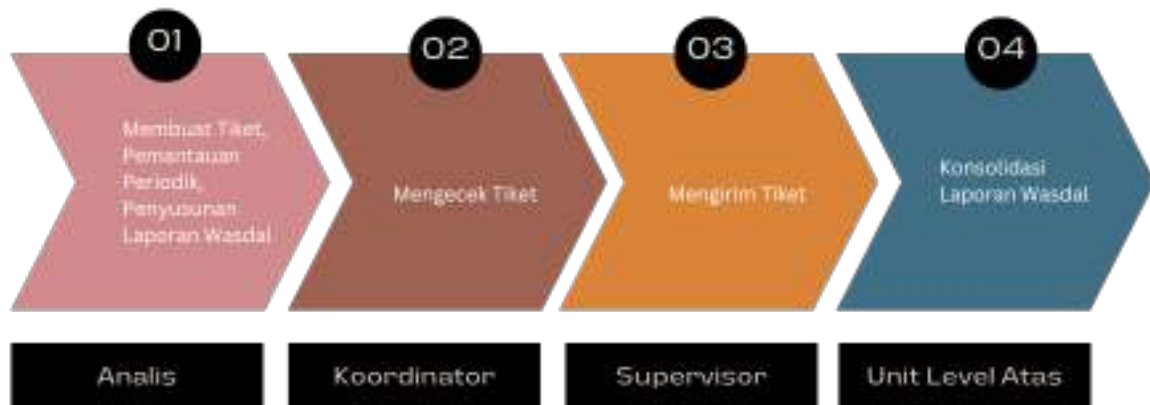 01
Membuat Tiket,
Pemantauan
Periodik,
Penyusunan
Laporan Wasdal
02
Mengecek Tiket
03
Mengirim Tiket
04
Konsolidasi
Laporan Wasdal
Analis
Koordinator
Supervisor
Unit Level Atas